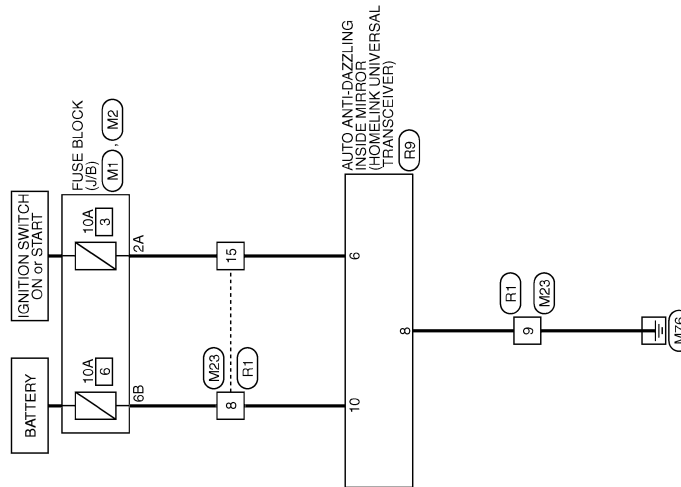 BATTERY
IGNITION SWITCH
ON or START
FUSE BLOCK
(J/B)
M1 , M2
10A
6
10A
3
6B
2A
M23
8
R1
15
10
6
AUTO ANTI-DAZZLING
INSIDE MIRROR
(HOMELINK UNIVERSAL
TRANSCEIVER)
R9
8
R1
9
M23
M76